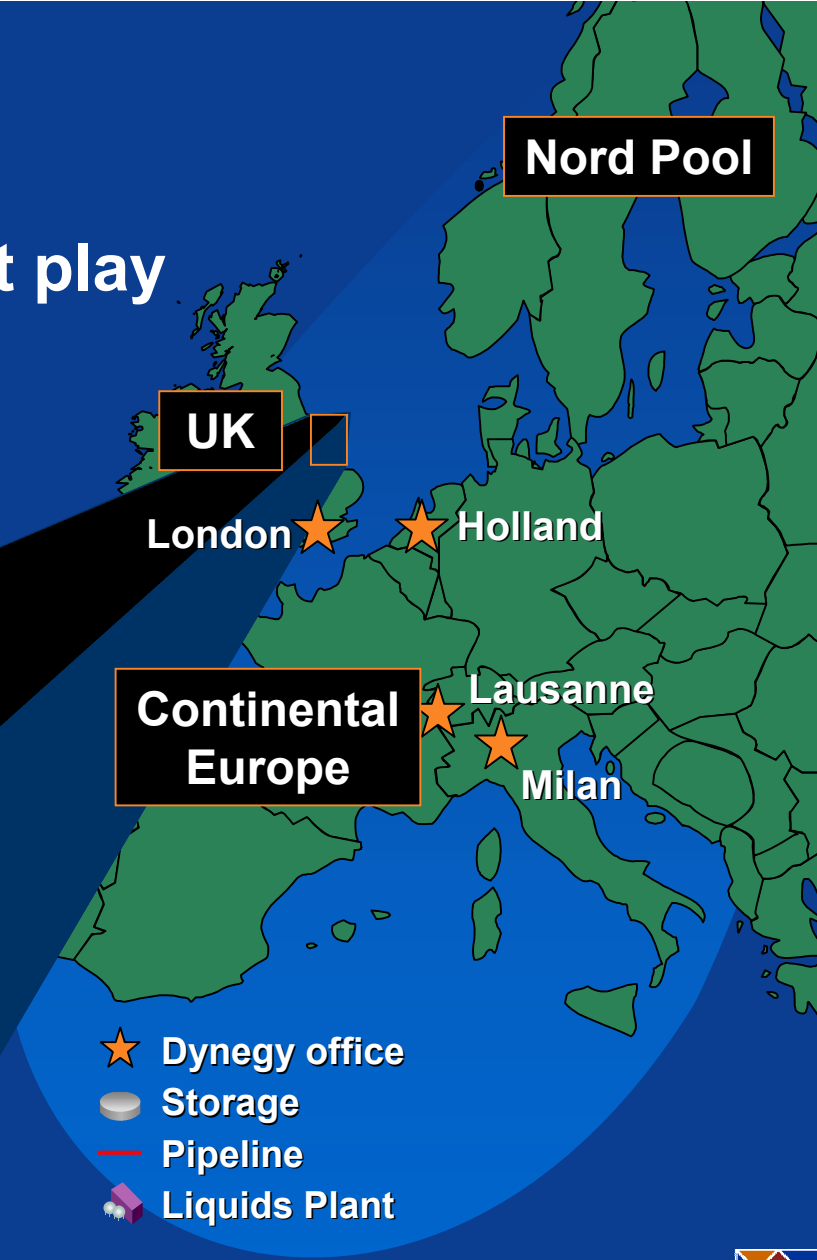 Nord Pool
t play
UK
London
Holland
Lausanne
Continental
Europe
Milan
Dynegy office
Storage
Pipeline
Liquids Plant